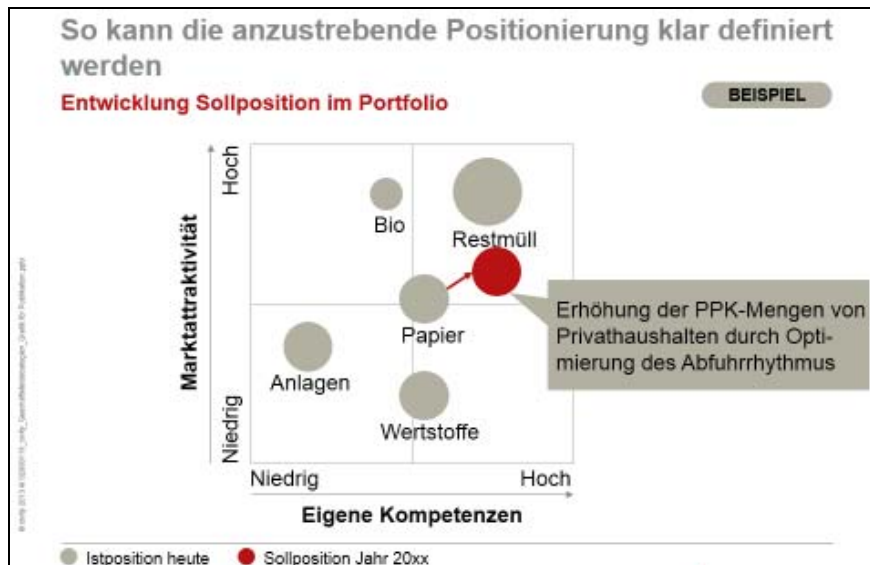 So kann die anzustrebende Positionierung klar definiert
werden
Entwicklung Sollposition im Portfolio
BEISPIEL
Marktattraktivität
Hoch
Niedrig
Bio
Restmüll
Papier
Anlagen
Wertstoffe
Erhöhung der PPK-Mengen von
Privathaushalten durch Opti-
mierung des Abfuhrrhythmus
Niedrig
Hoch
Eigene Kompetenzen
Istposition heute
Sollposition Jahr 20xx